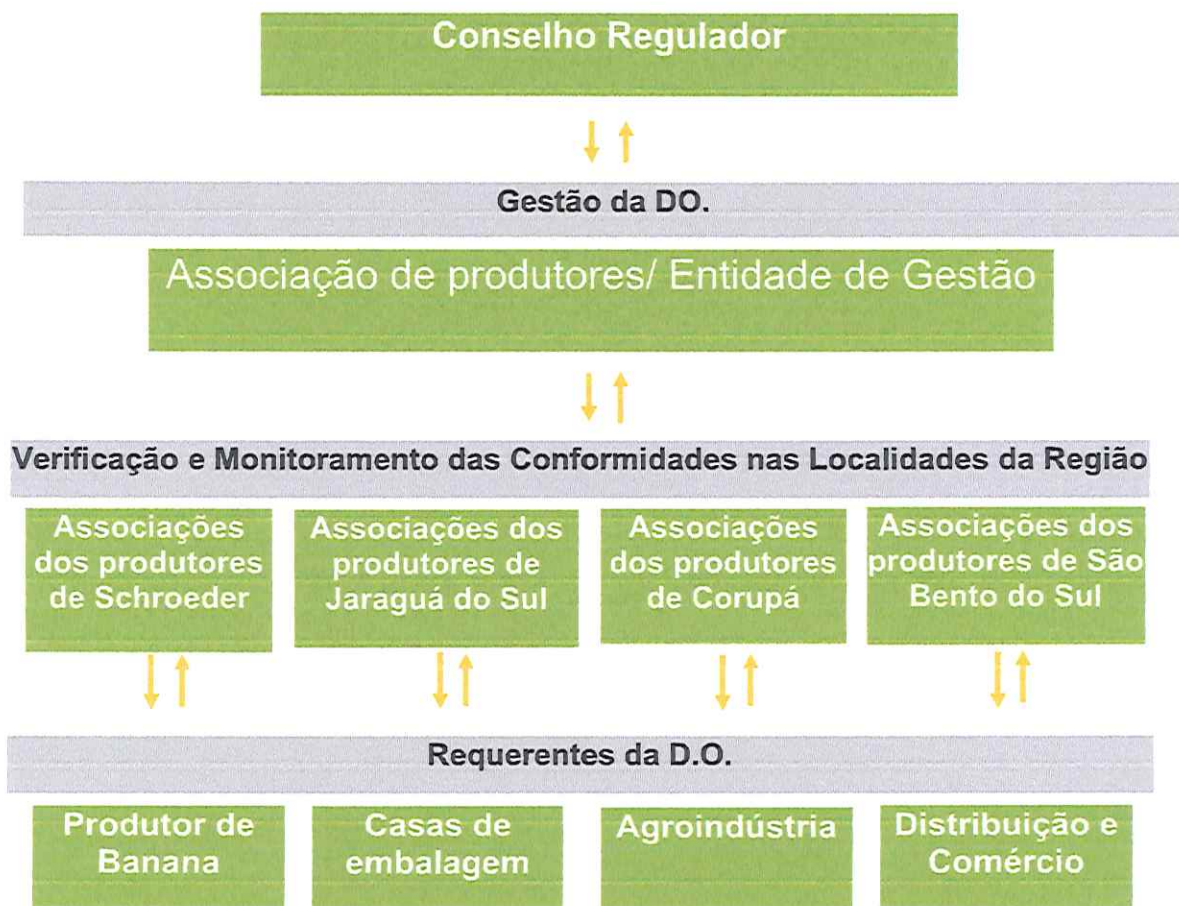 Conselho Regulador
Gestão da DO.
Associação de produtores/ Entidade de Gestão
Verificação e Monitoramento das Conformidades nas Localidades da Região
Associações
dos produtores
de Schroeder
Associações dos
produtores de
Jaraguá do Sul
Associações
dos produtores
de Corupá
Associações dos
produtores de São
Bento do Sul
Requerentes da D.O.
Produtor de
Banana
Casas de
embalagem
Agroindústria
Distribuição e
Comércio